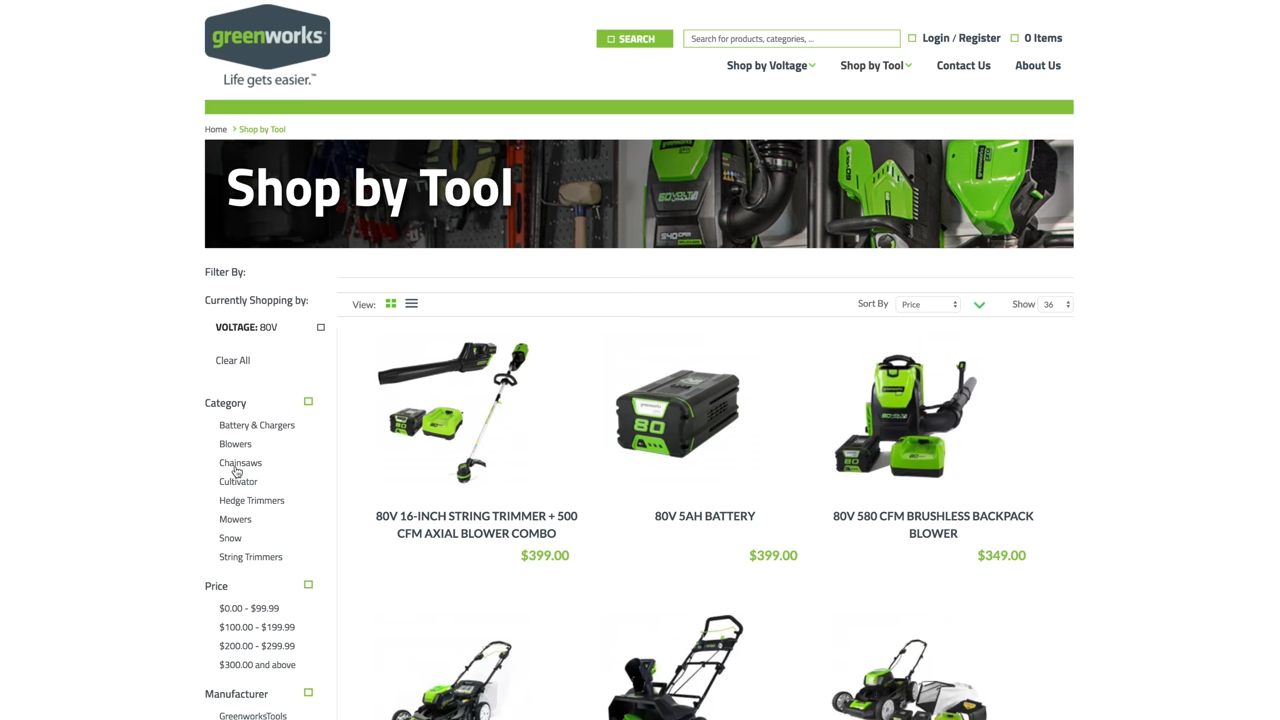 greenworks
Life gets easier.™
SEARCH
Search for products, categories, ...
Login / Register
0 Items
Shop by Voltage
Shop by Tool
Contact Us
About Us
Home > Shop by Tool
Shop by Tool
Filter By:
Currently Shopping by:
VOLTAGE: 80V
Clear All
Category
Battery & Chargers
Blowers
Chainsaws
Cultivator
Hedge Trimmers
Mowers
Snow
String Trimmers
Price
$0.00 - $99.99
$100.00 - $199.99
$200.00 - $299.99
$300.00 and above
Manufacturer
GreenworksTools
View:
Sort By
Price
Show
36
80V 16-INCH STRING TRIMMER + 500
CFM AXIAL BLOWER COMBO
$399.00
80
80V 5AH BATTERY
$399.00
80V 580 CFM BRUSHLESS BACKPACK
BLOWER
$349.00